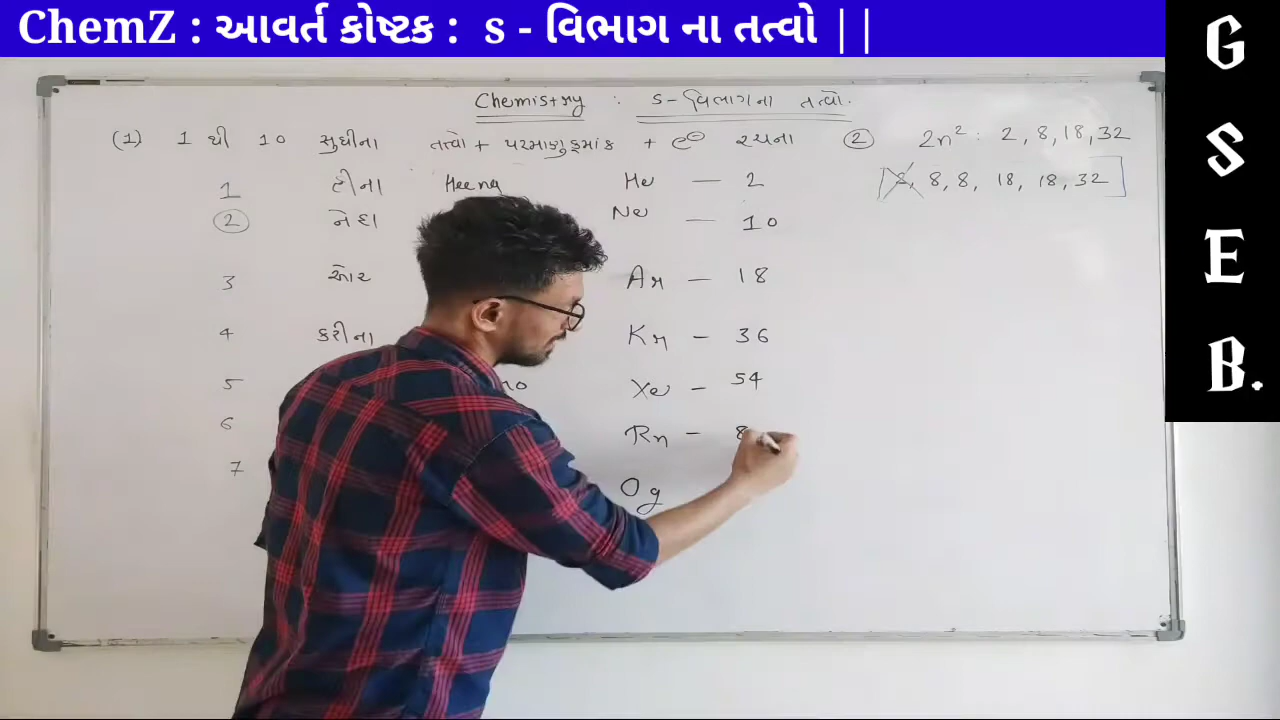 ChemZ : આવર્ત કોષ્ટક : s - વિભાગ ના તત્વો ||
G S E B.
Chemistry : s - વિભાગના તત્વો.
(1) 1 થી 10 સુધીના તત્વો + પરમાણુક્રમાંક + e⊖ રચના
② 2n² : 2, 8, 18, 32
8, 8, 18, 18, 32
1 હીના Heena He — 2
② નેહા Ne — 10
3 ઓર Ar — 18
4 કરીના Kr — 36
5 Xe — 54
6 Rn — 8
7 Og